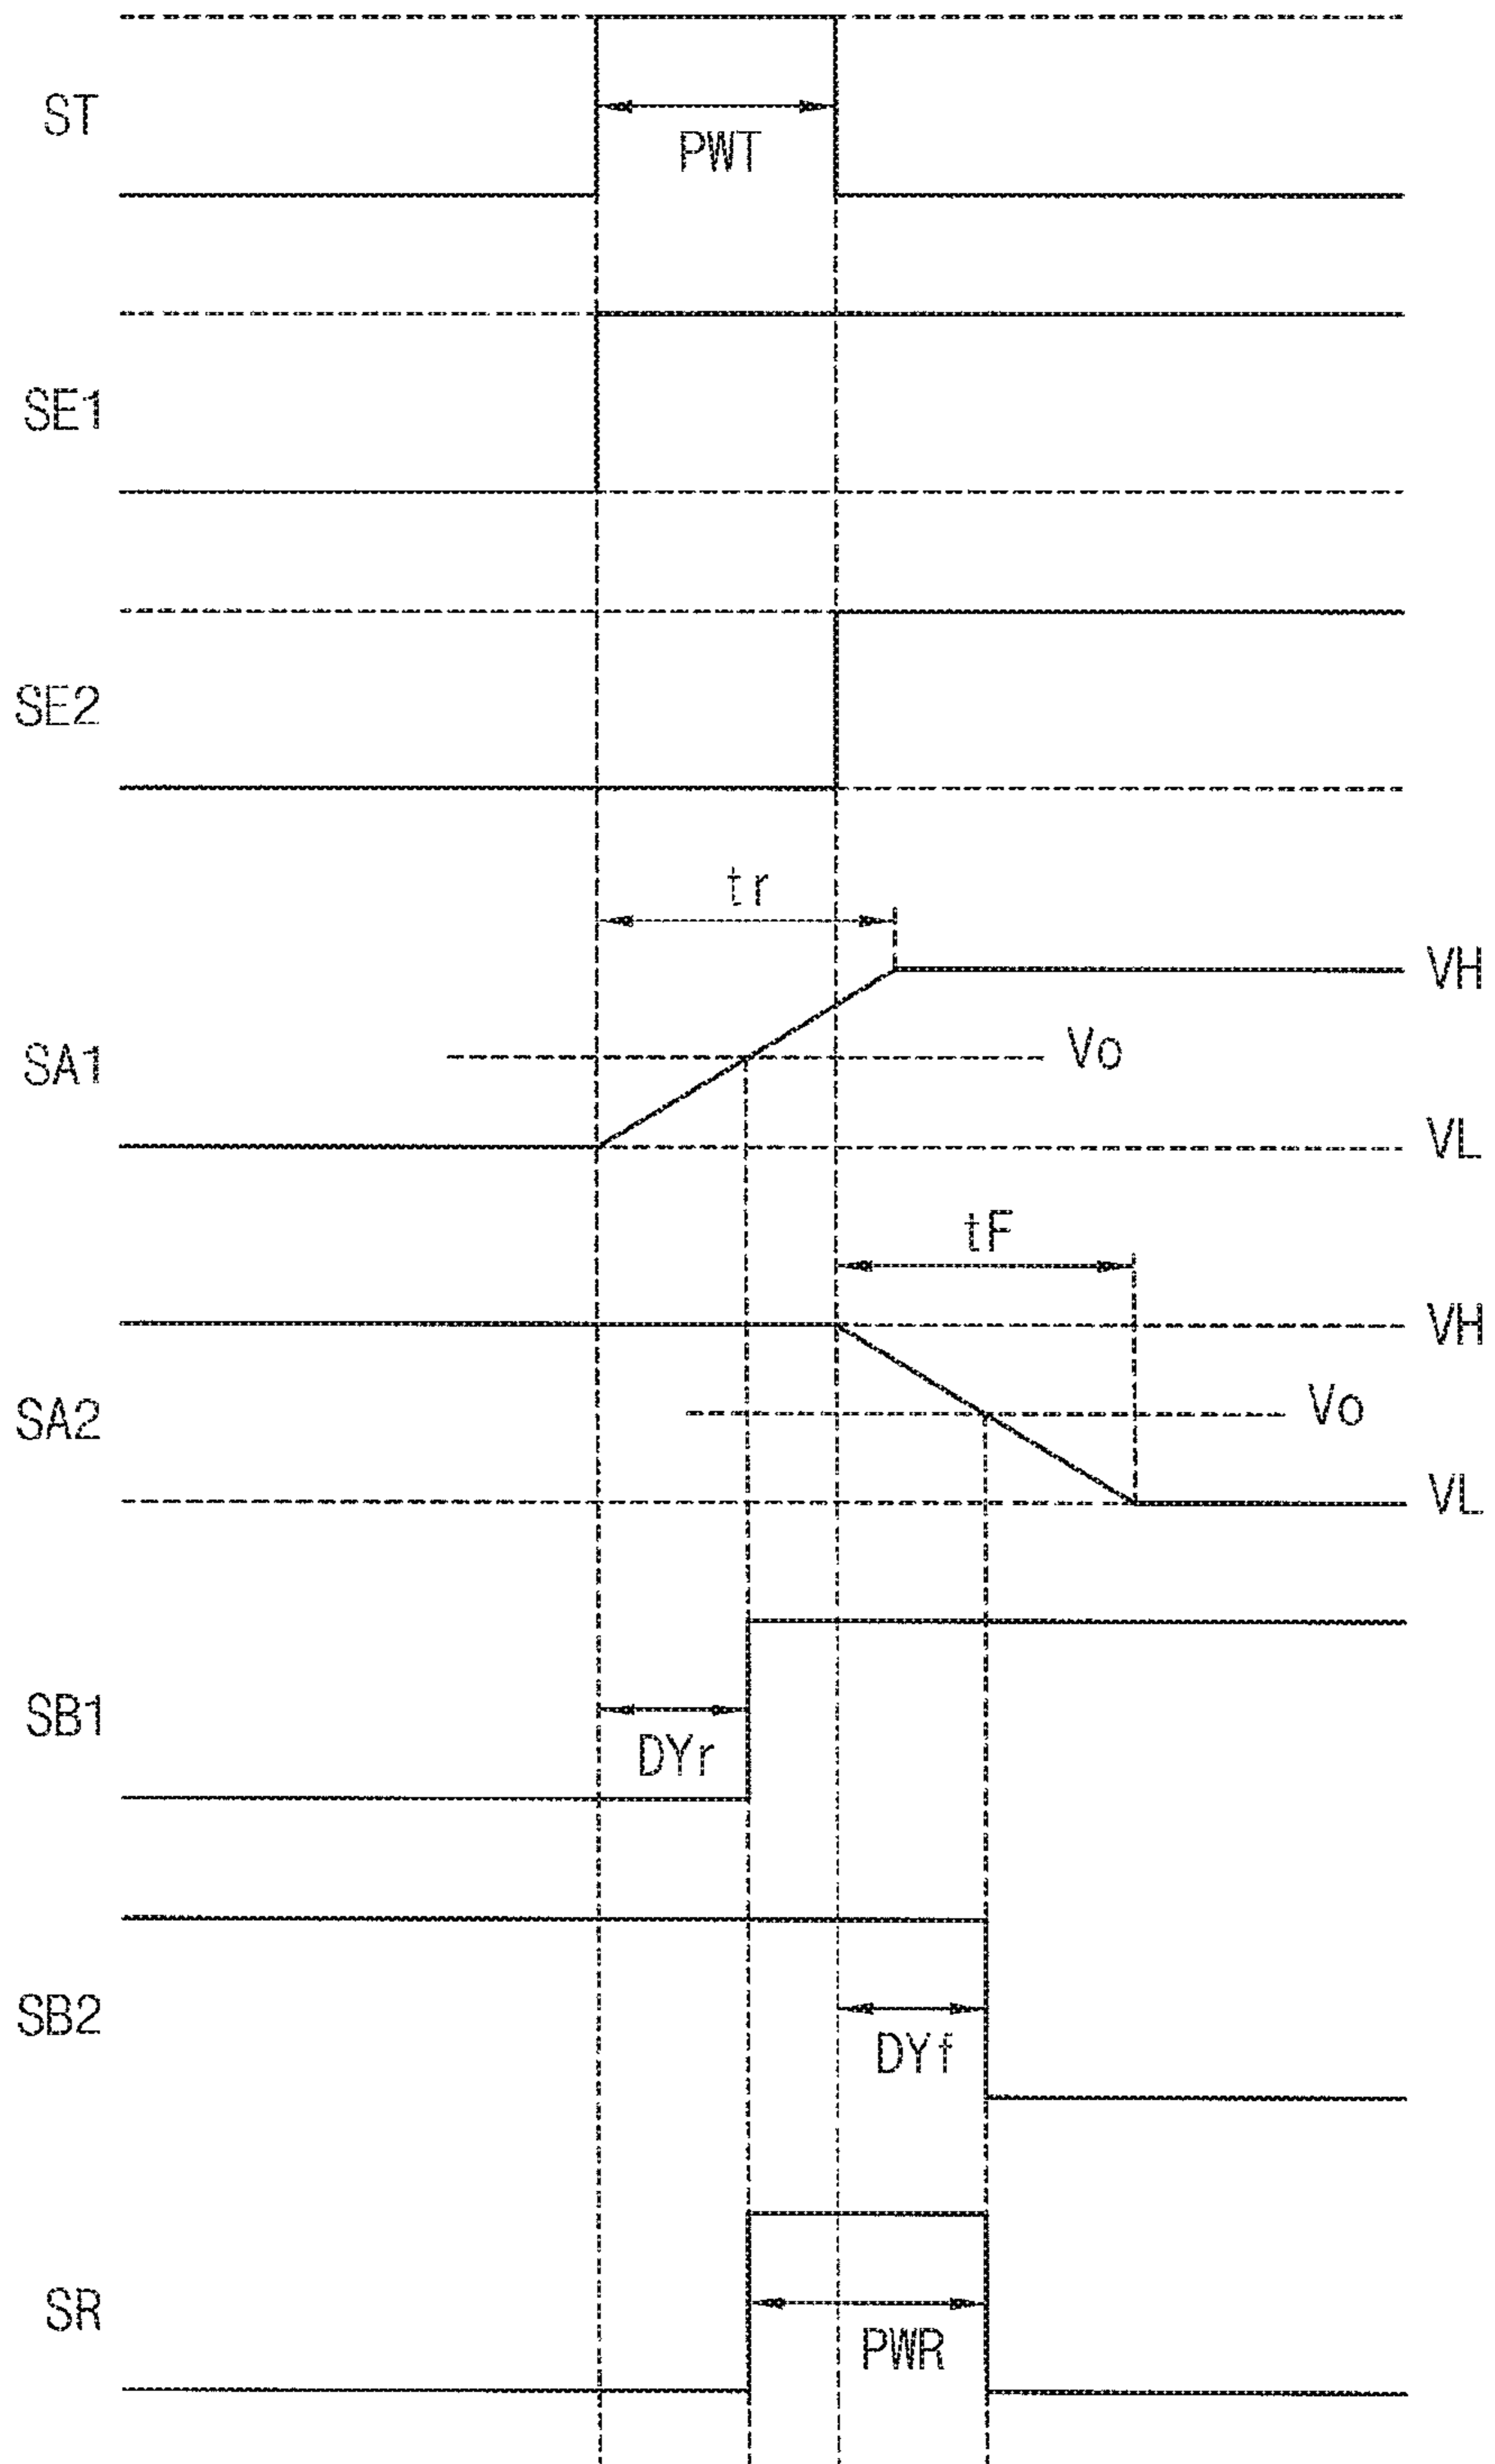 ST
PWT
SE1
SE2
tr
VH
Vo
SA1
VL
tF
VH
Vo
SA2
VL
SB1
DYr
SB2
DYf
SR
PWR